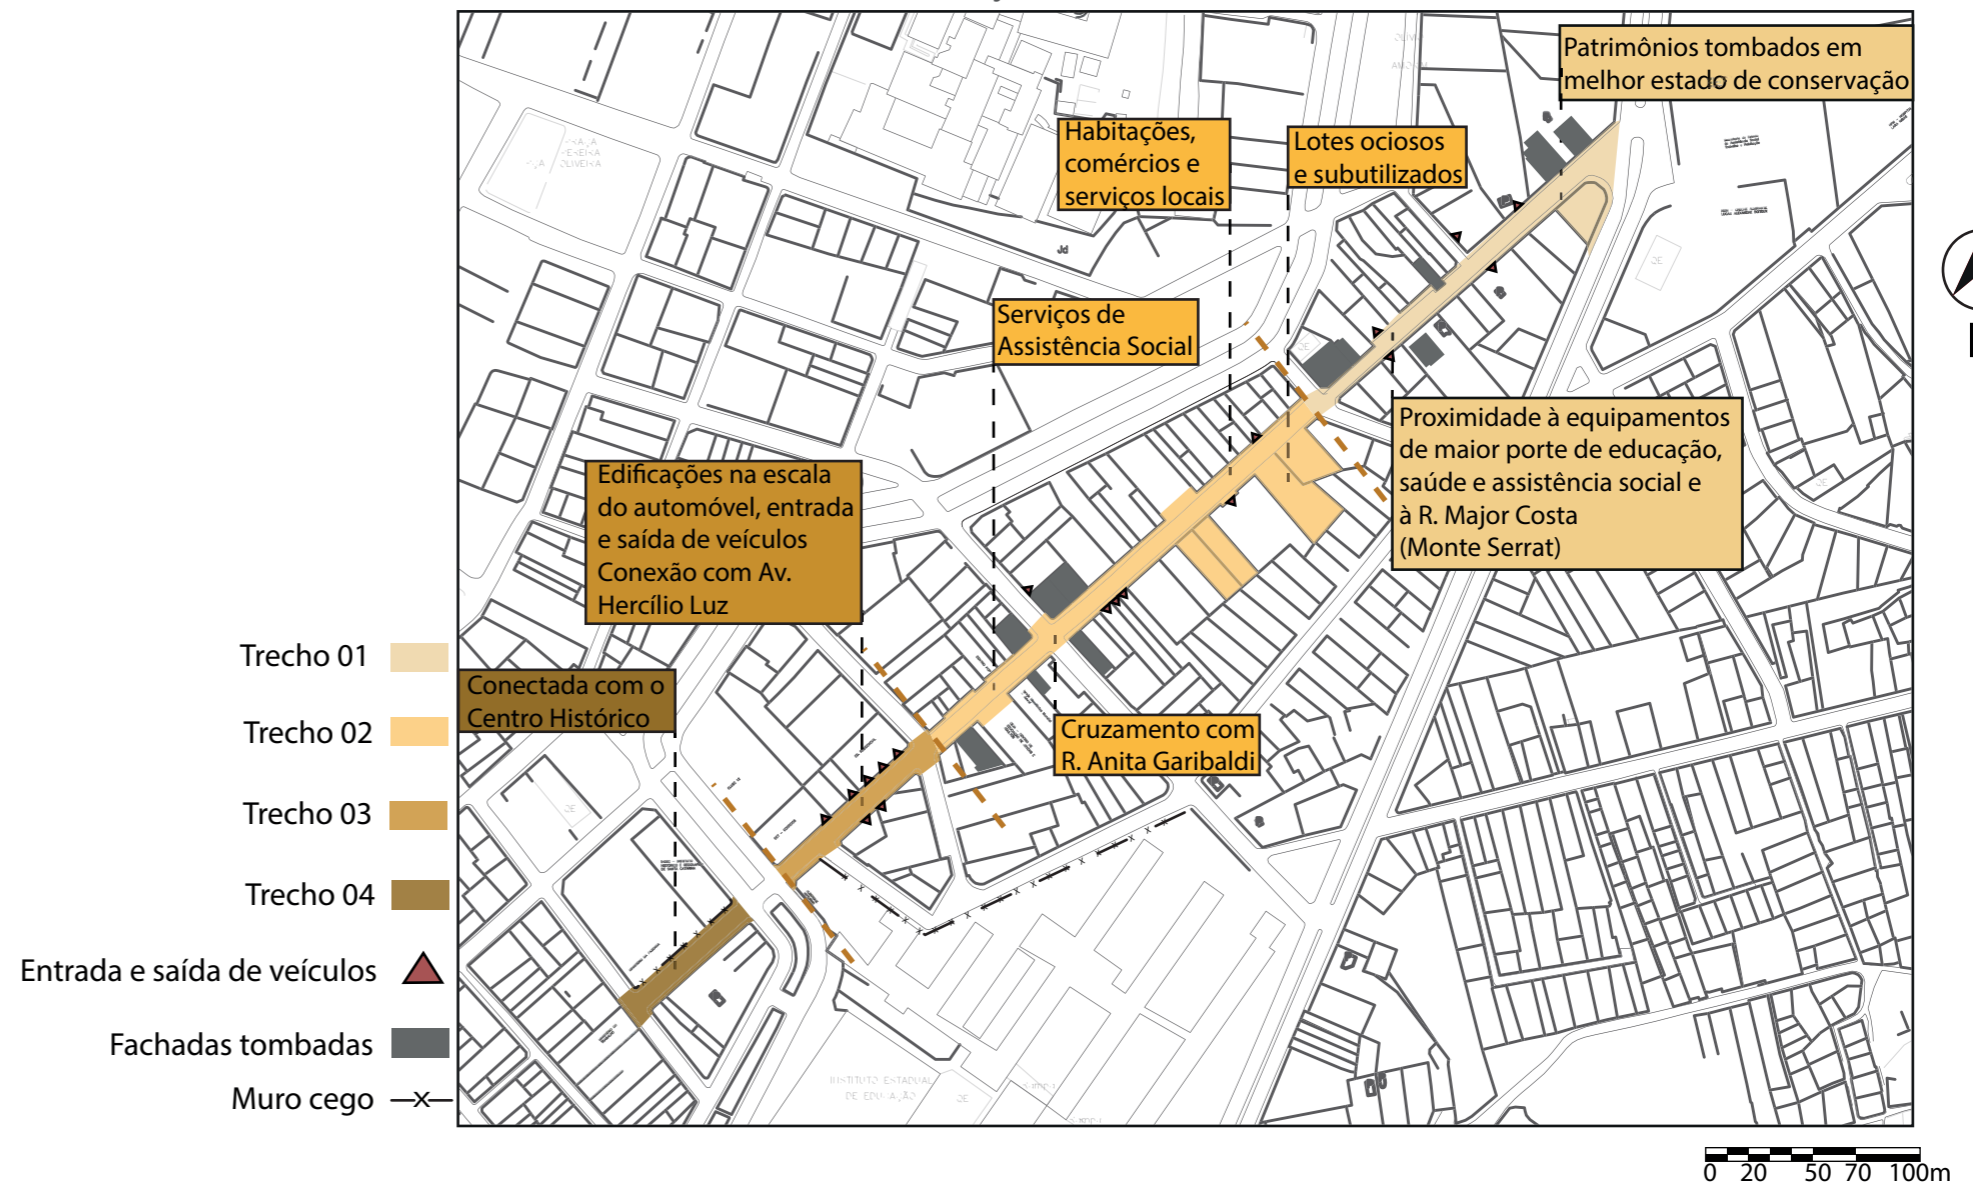 Patrimônios tombados em
melhor estado de conservação
Habitações,
comércios e
serviços locais
Lotes ociosos
e subutilizados
Serviços de
Assistência Social
Proximidade à equipamentos
de maior porte de educação,
saúde e assistência social e
à R. Major Costa
(Monte Serrat)
Edificações na escala
do automóvel, entrada
e saída de veículos
Conexão com Av.
Hercílio Luz
Conectada com o
Centro Histórico
Cruzamento com
R. Anita Garibaldi
Trecho 01
Trecho 02
Trecho 03
Trecho 04
Entrada e saída de veículos
Fachadas tombadas
Muro cego
INSTITUTO ESTADUAL
DE EDUCAÇÃO
0 20 50 70 100m